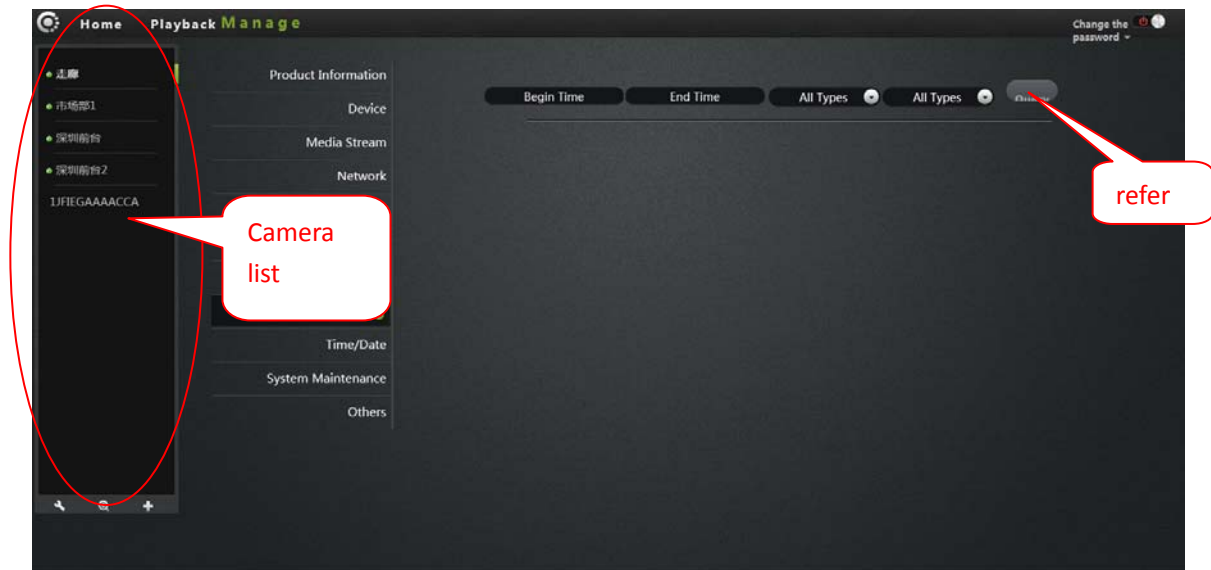 Home Playback Manage
Change the
password
走廊
市场部1
深圳前台
深圳前台2
1JFIEGAAAACCA
Camera
list
Product Information
Device
Media Stream
Network
Time/Date
System Maintenance
Others
Begin Time End Time All Types All Types
refer